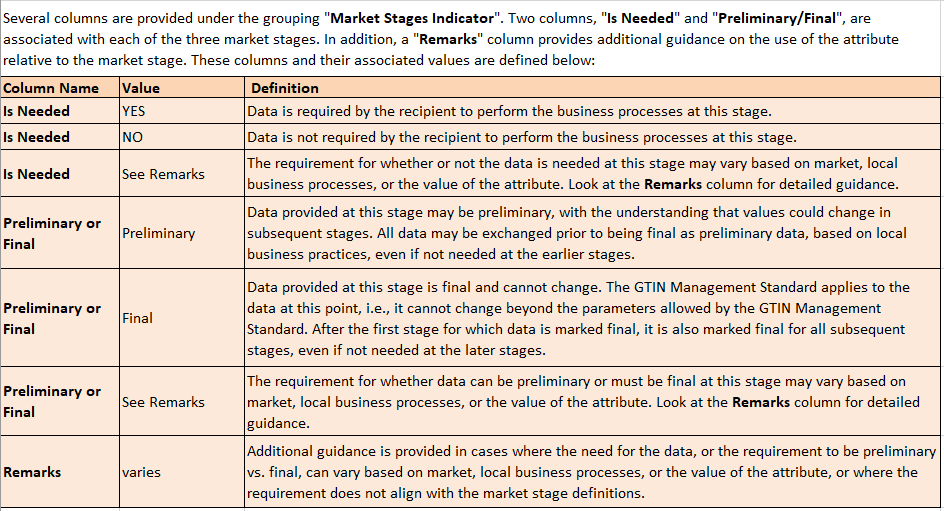 Several columns are provided under the grouping "Market Stages Indicator". Two columns, "Is Needed" and "Preliminary/Final", are
associated with each of the three market stages. In addition, a "Remarks" column provides additional guidance on the use of the attribute
relative to the market stage. These columns and their associated values are defined below:
Column Name Value Definition
Is Needed YES Data is required by the recipient to perform the business processes at this stage.
Is Needed NO Data is not required by the recipient to perform the business processes at this stage.
Is Needed See Remarks The requirement for whether or not the data is needed at this stage may vary based on market, local
business processes, or the value of the attribute. Look at the Remarks column for detailed guidance.
Preliminary or
Final
Preliminary
Data provided at this stage may be preliminary, with the understanding that values could change in
subsequent stages. All data may be exchanged prior to being final as preliminary data, based on local
business practices, even if not needed at the earlier stages.
Preliminary or
Final
Final
Data provided at this stage is final and cannot change. The GTIN Management Standard applies to the
data at this point, i.e., it cannot change beyond the parameters allowed by the GTIN Management
Standard. After the first stage for which data is marked final, it is also marked final for all subsequent
stages, even if not needed at the later stages.
Preliminary or
Final
See Remarks
The requirement for whether data can be preliminary or must be final at this stage may vary based on
market, local business processes, or the value of the attribute. Look at the Remarks column for detailed
guidance.
Remarks
varies
Additional guidance is provided in cases where the need for the data, or the requirement to be preliminary
vs. final, can vary based on market, local business processes, or the value of the attribute, or where the
requirement does not align with the market stage definitions.